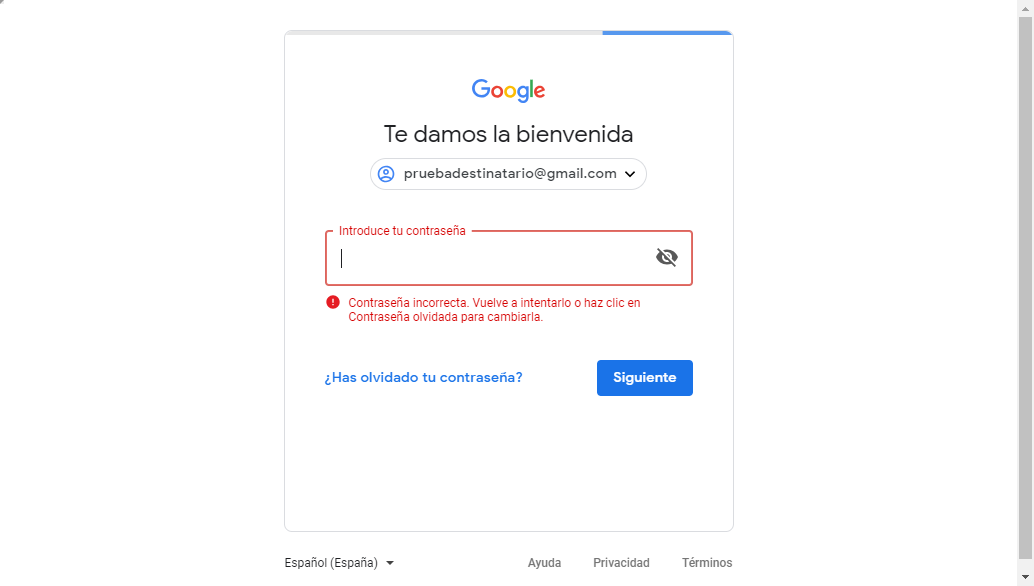 Google
Te damos la bienvenida
pruebadestinatario@gmail.com
Introduce tu contraseña
Contraseña incorrecta. Vuelve a intentarlo o haz clic en
Contraseña olvidada para cambiarla.
¿Has olvidado tu contraseña?
Siguiente
Español (España)
Ayuda
Privacidad
Términos